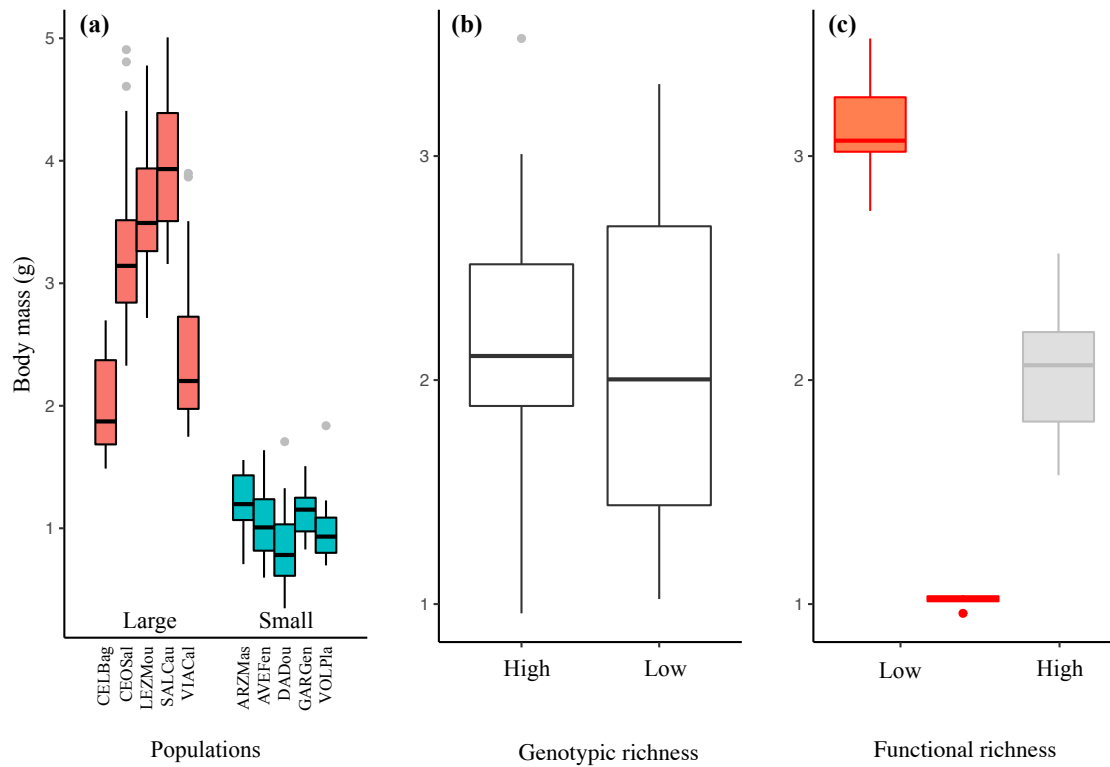 (a)
Body mass (g)
5
4
3
2
1
Large
Small
CELBag
CEOSal
LEZMou
SALCau
VIACal
ARZMas
AVEFen
DADou
GARGen
VOLPla
Populations
(b)
3
2
1
High
Low
Genotypic richness
(c)
3
2
1
Low
High
Functional richness